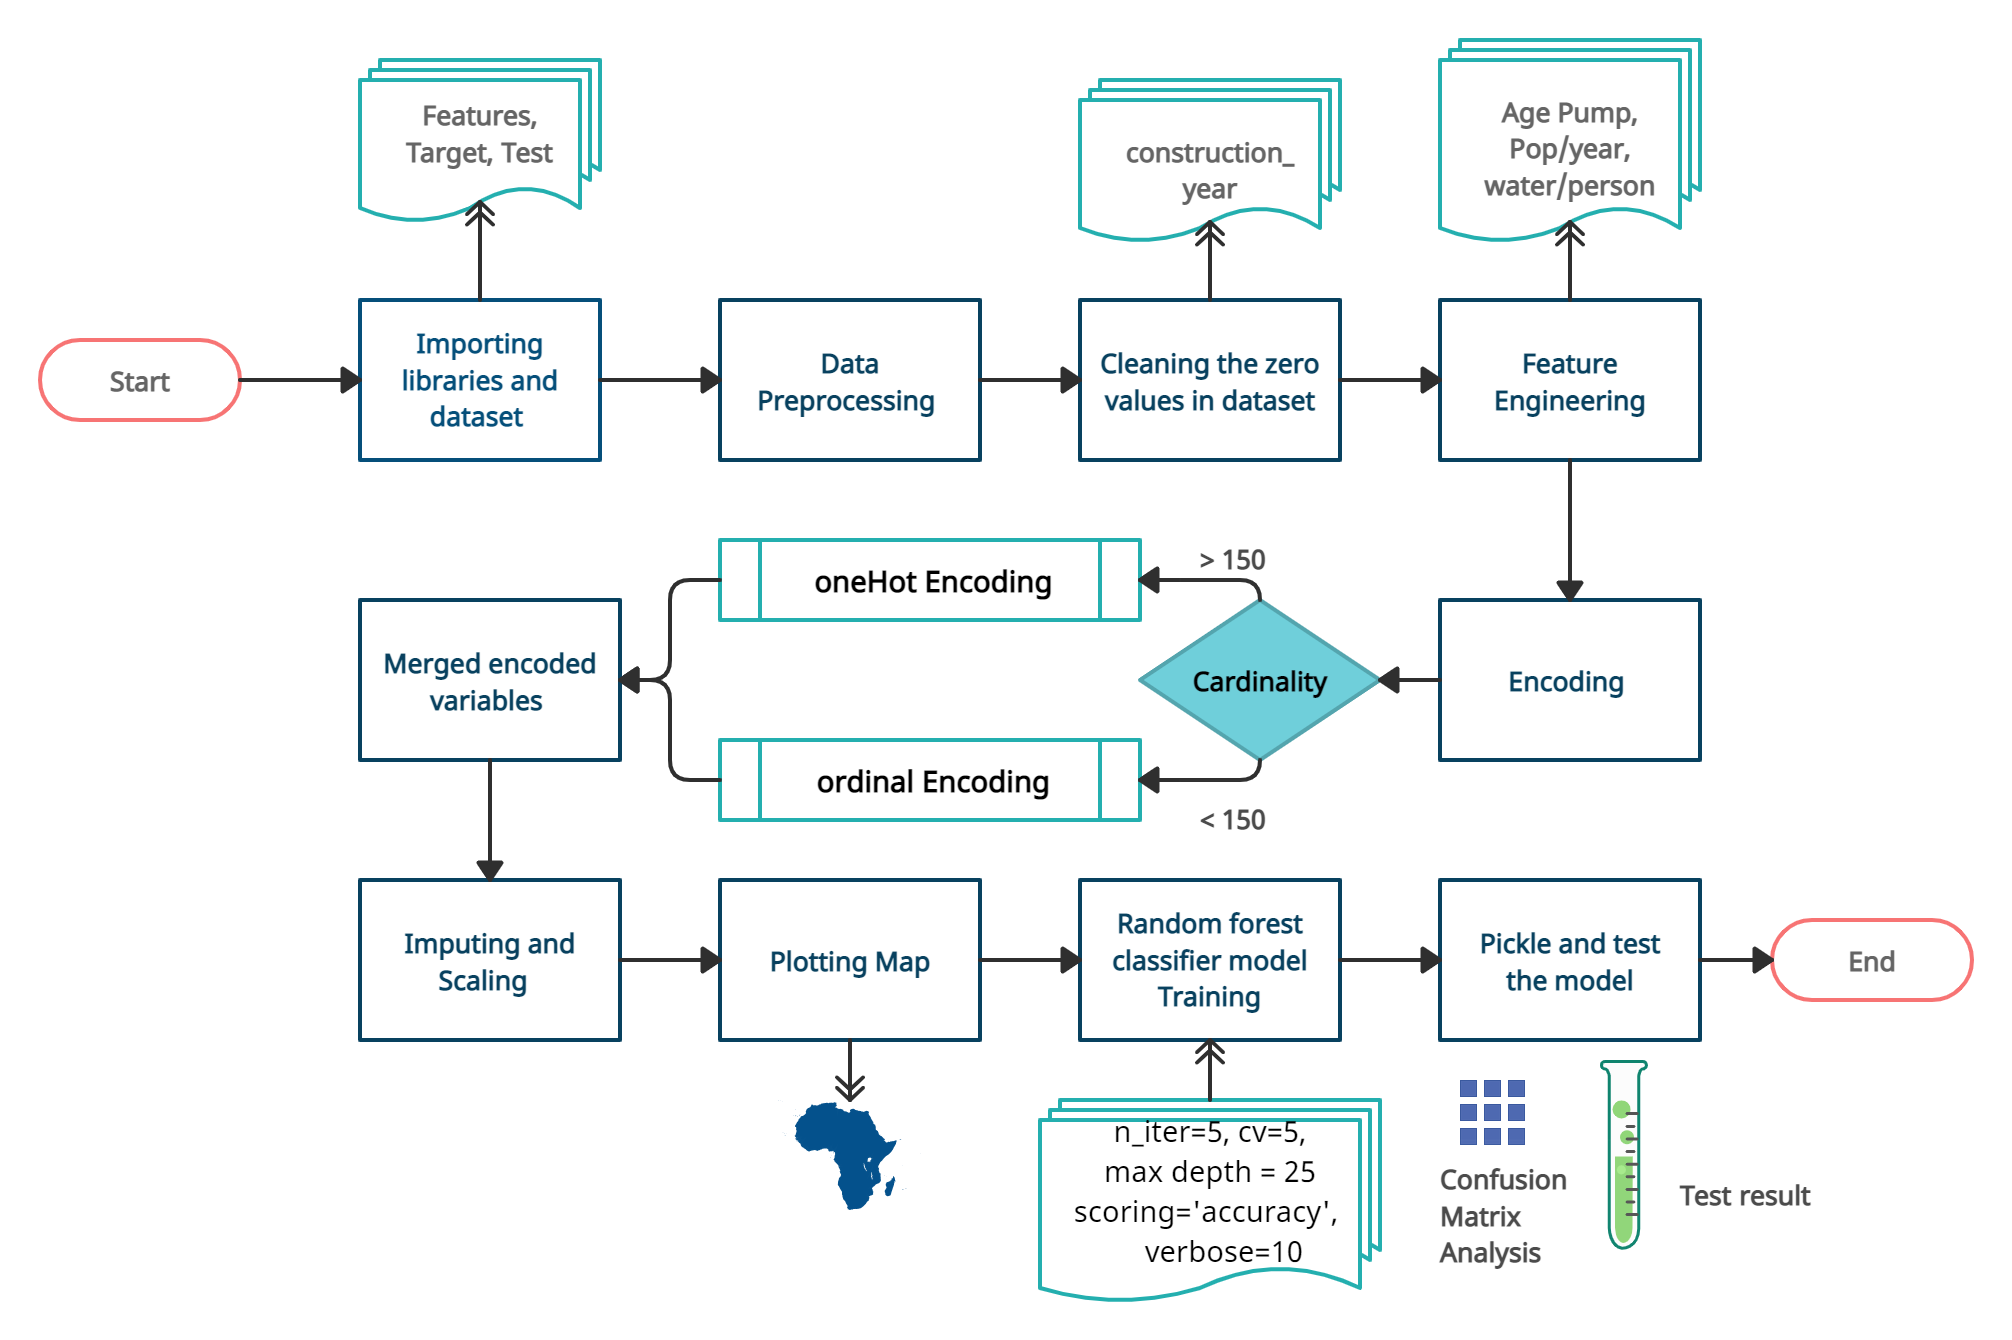 Features,
Target, Test
construction_
year
Age Pump,
Pop/year,
water/person
Start
Importing
libraries and
dataset
Data
Preprocessing
Cleaning the zero
values in dataset
Feature
Engineering
oneHot Encoding
> 150
Merged encoded
variables
Cardinality
Encoding
ordinal Encoding
< 150
Imputing and
Scaling
Plotting Map
Random forest
classifier model
Training
Pickle and test
the model
End
n_iter=5, cv=5,
max depth = 25
scoring='accuracy',
verbose=10
Confusion
Matrix
Analysis
Test result